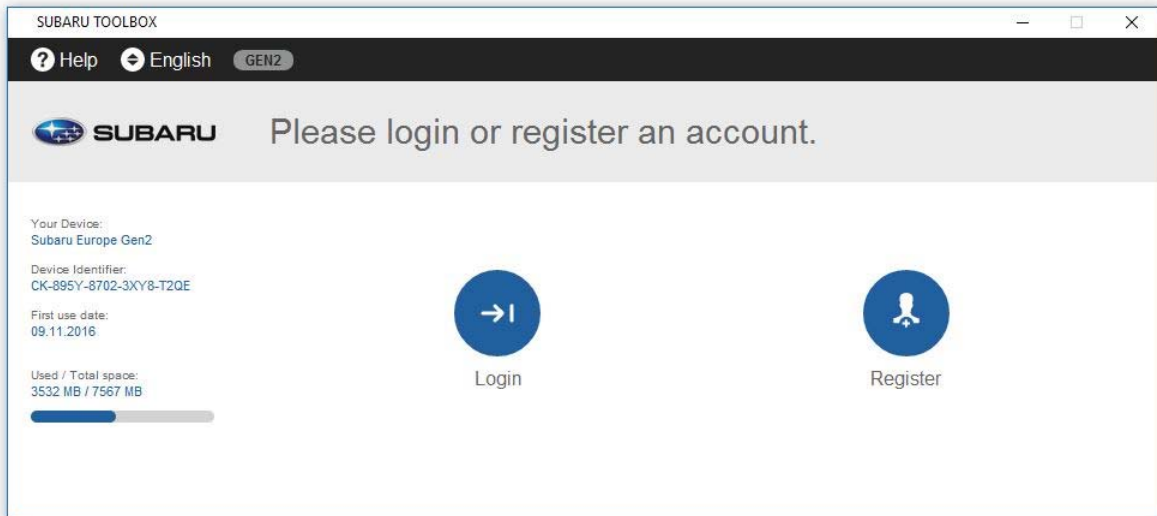 SUBARU TOOLBOX
? Help English GEN2
SUBARU Please login or register an account.
Your Device:
Subaru Europe Gen2
Device Identifier:
CK-895Y-8702-3XY8-T2QE
First use date:
09.11.2016
Used / Total space:
3532 MB / 7567 MB
Login
Register